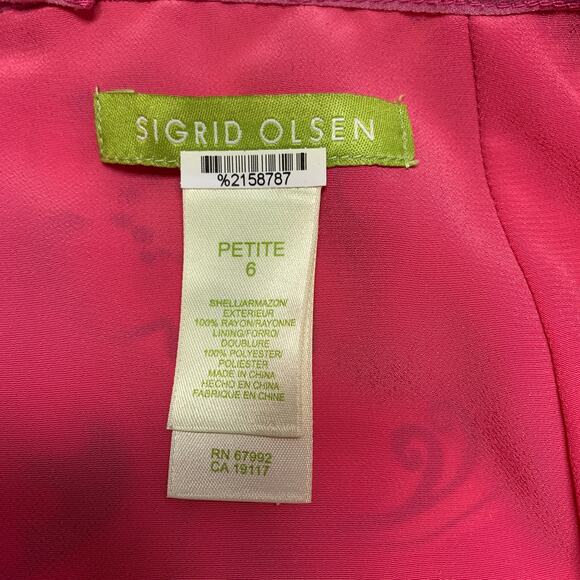 SIGRID OLSEN
%2158787
PETITE
6
SHELL/ARMAZON/
EXTERIEUR
100% RAYON/RAYONNE
LINING/FORRO/
DOUBLURE
100% POLYESTER/
POLIESTER
MADE IN CHINA
HECHO EN CHINA
FABRIQUE EN CHINE
RN 67992
CA 19117